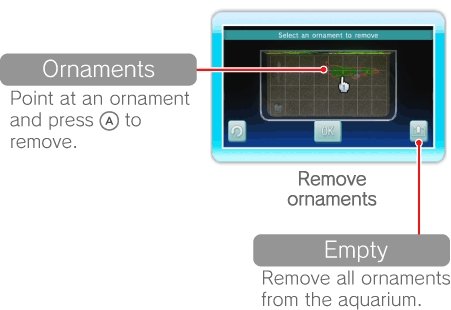 Select an ornament to remove
Ornaments
Point at an ornament
and press Ⓐ to
remove.
OK
Remove
ornaments
Empty
Remove all ornaments
from the aquarium.